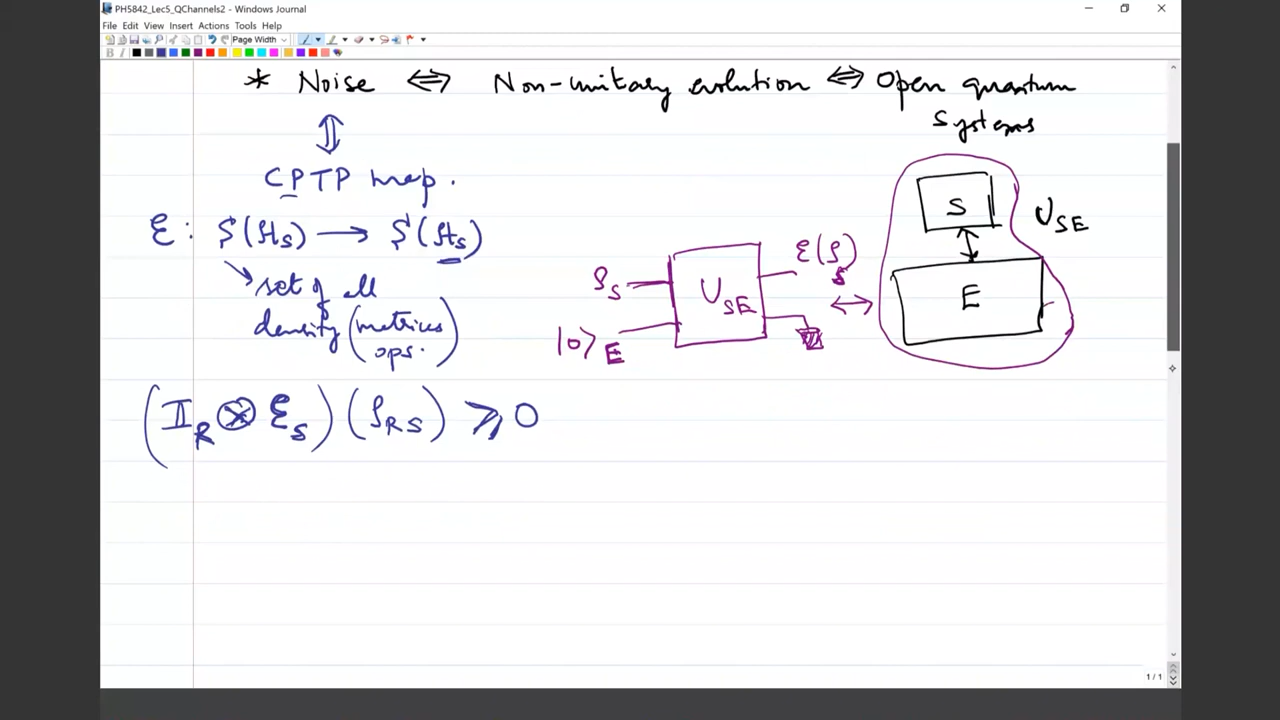 PH5842_Lec5_QChannels2 - Windows Journal
File Edit View Insert Actions Tools Help
Page Width
B I
* Noise ⟺ Non-unitary evolution ⟺ Open quantum
systems
⇕
CPTP map.
ℰ: S(ℋ_S) ⟶ S(ℋ_S)
set of all
density (matrices
ops.)
ρ_S U_SE ℰ(ρ_S) ⟷
|0⟩_E
S U_SE
E
(𝕀_R ⊗ ℰ_S)(ρ_RS) ⩾ 0
1 / 1